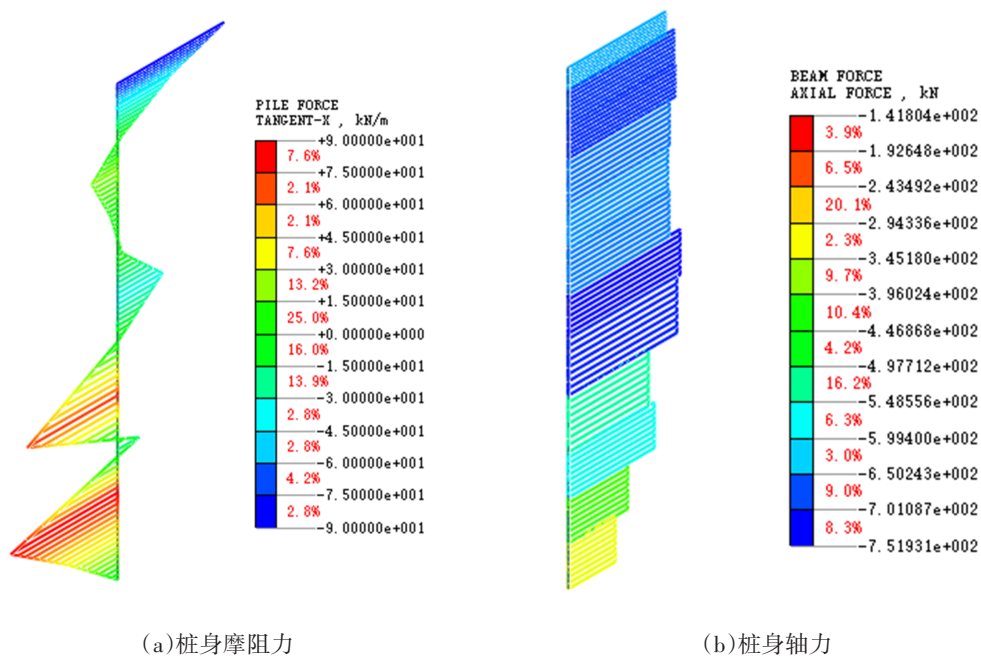 PILE FORCE
TANGENT-X , kN/m
+9.00000e+001
7.6%
+7.50000e+001
2.1%
+6.00000e+001
2.1%
+4.50000e+001
7.6%
+3.00000e+001
13.2%
+1.50000e+001
25.0%
+0.00000e+000
16.0%
-1.50000e+001
13.9%
-3.00000e+001
2.8%
-4.50000e+001
2.8%
-6.00000e+001
4.2%
-7.50000e+001
2.8%
-9.00000e+001
BEAM FORCE
AXIAL FORCE , kN
-1.41804e+002
3.9%
-1.92648e+002
6.5%
-2.43492e+002
20.1%
-2.94336e+002
2.3%
-3.45180e+002
9.7%
-3.96024e+002
10.4%
-4.46868e+002
4.2%
-4.97712e+002
16.2%
-5.48556e+002
6.3%
-5.99400e+002
3.0%
-6.50243e+002
9.0%
-7.01087e+002
8.3%
-7.51931e+002
(a)桩身摩阻力
(b)桩身轴力